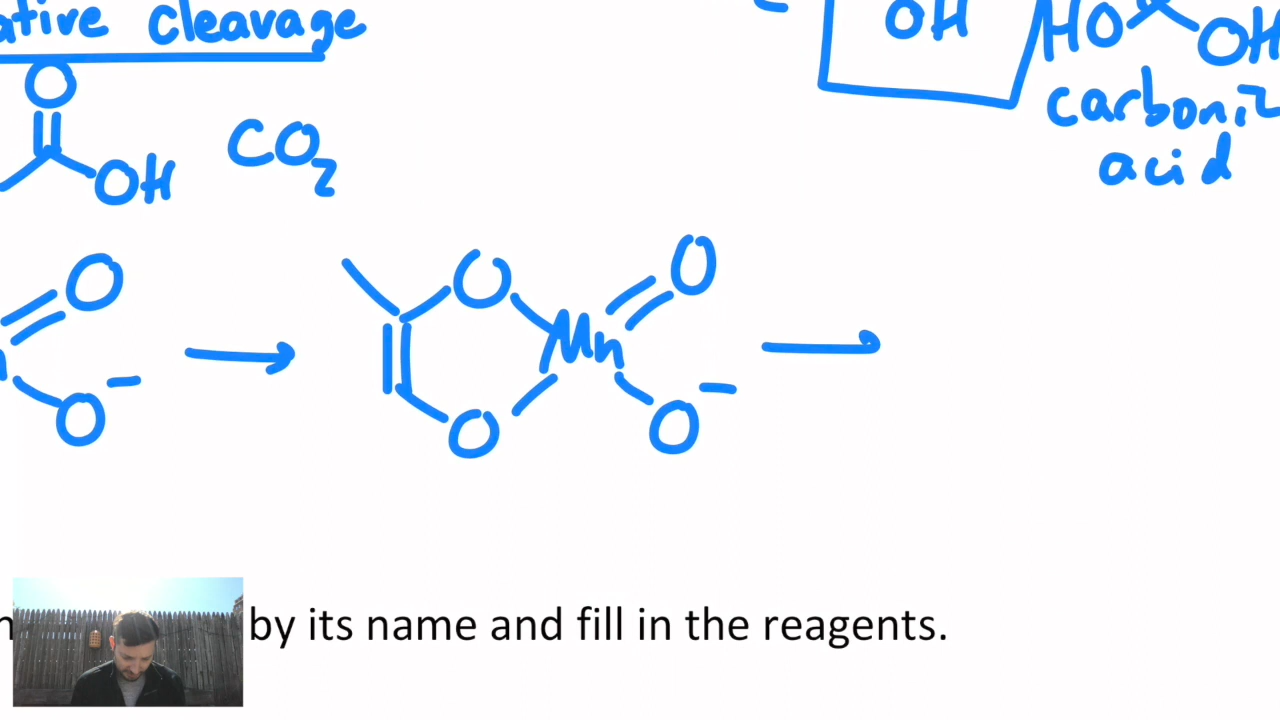 ative cleavage
OH
HO OH
carbonic
acid
O
OH
CO2
O
O-
O
O
Mn
O
O-
by its name and fill in the reagents.